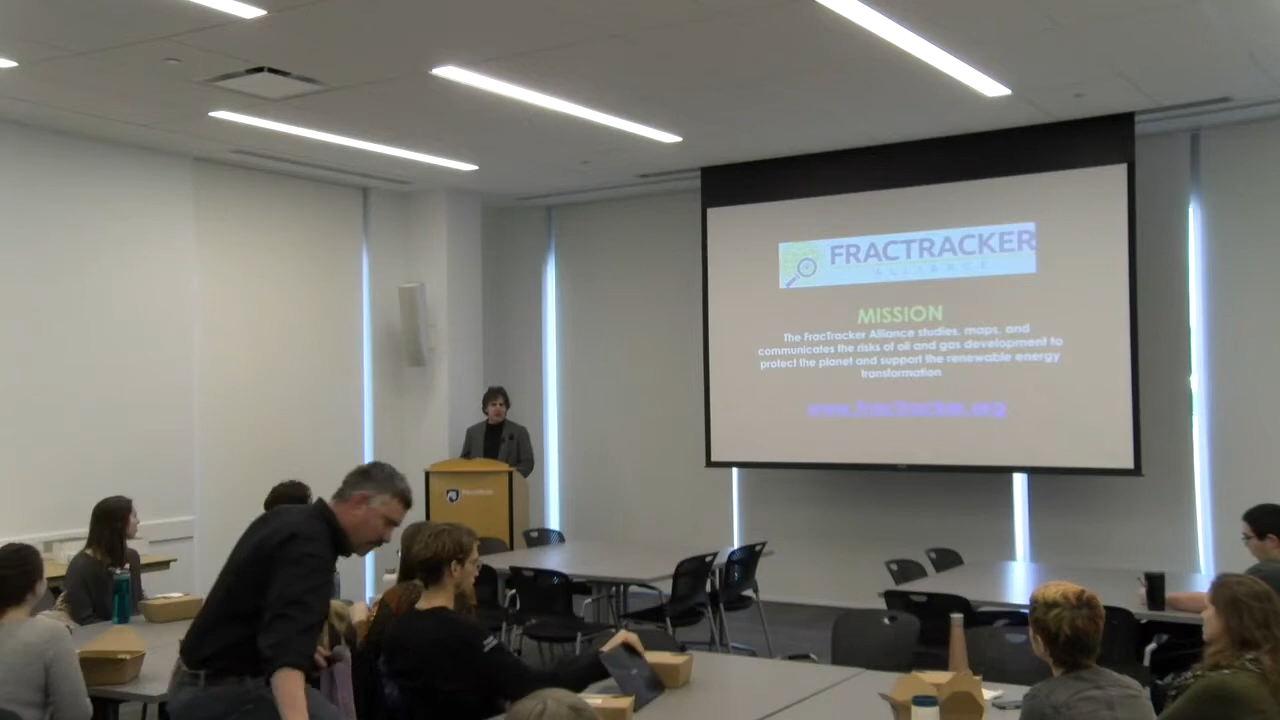 FRACTRACKER
ALLIANCE
MISSION
The FracTracker Alliance studies, maps, and
communicates the risks of oil and gas development to
protect the planet and support the renewable energy
transformation
www.fractracker.org
PennState